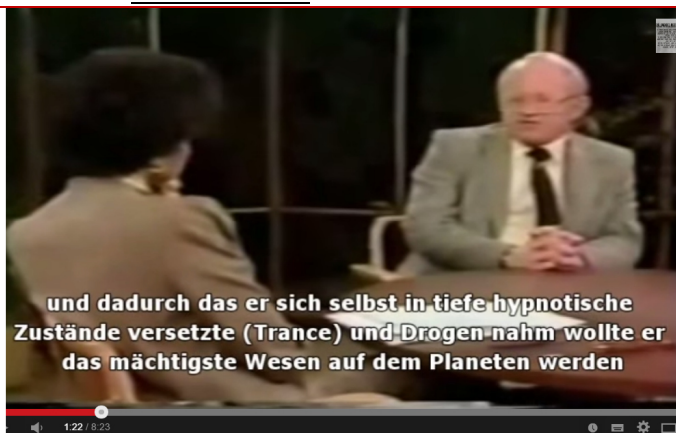 und dadurch das er sich selbst in tiefe hypnotische
Zustände versetzte (Trance) und Drogen nahm wollte er
das mächtigste Wesen auf dem Planeten werden
1:22 / 8:23